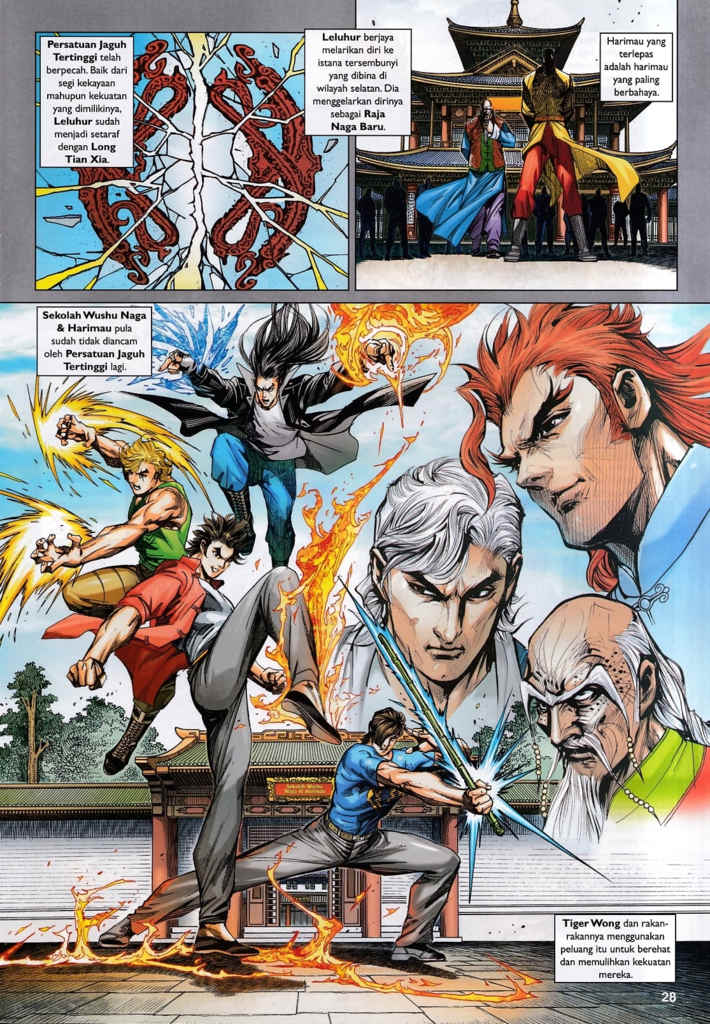 Persatuan Jaguh
Tertinggi telah
berpecah. Baik dari
segi kekayaan
mahupun kekuatan
yang dimilikinya,
Leluhur sudah
menjadi setaraf
dengan Long
Tian Xia.
Leluhur berjaya
melarikan diri ke
istana tersembunyi
yang dibina di
wilayah selatan. Dia
menggelarkan dirinya
sebagai Raja
Naga Baru.
Harimau yang
terlepas
adalah harimau
yang paling
berbahaya.
Sekolah Wushu Naga
& Harimau pula
sudah tidak diancam
oleh Persatuan Jaguh
Tertinggi lagi.
Sekolah Wushu
Naga & Harimau
Tiger Wong dan rakan-
rakannya menggunakan
peluang itu untuk berehat
dan memulihkan kekuatan
mereka.
28